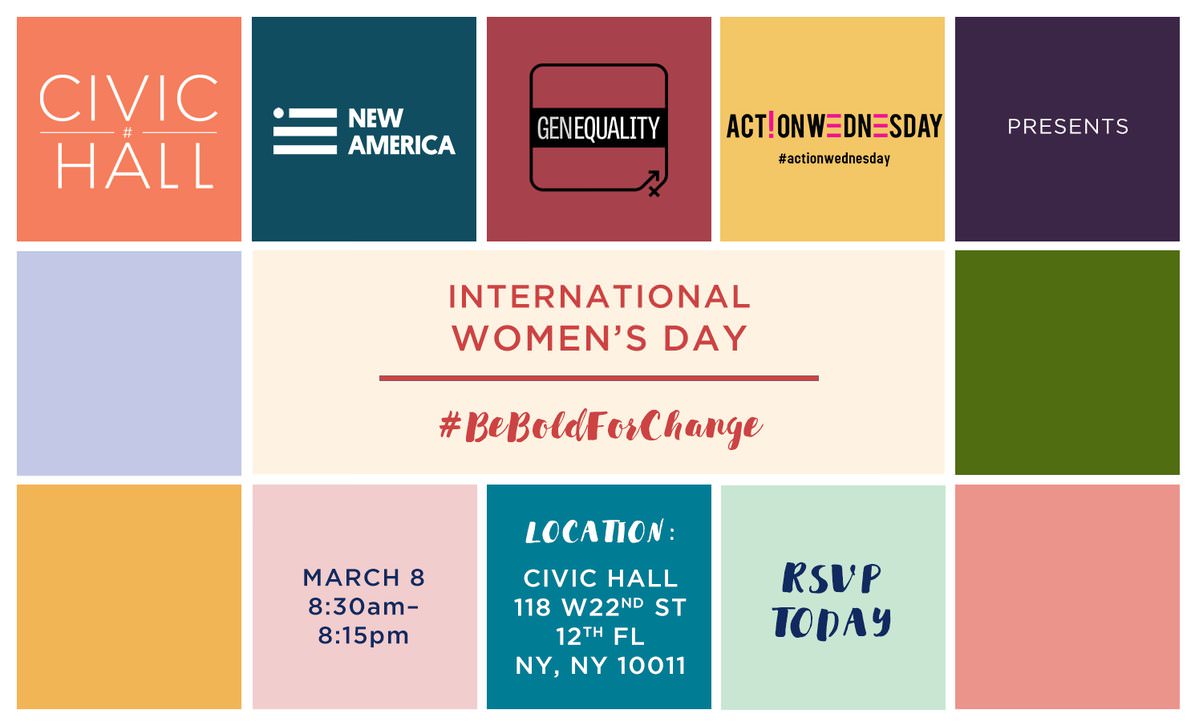 CIVIC
#
HALL
NEW
AMERICA
GENEQUALITY
ACT!ONWEDNESDAY
#actionwednesday
PRESENTS
INTERNATIONAL
WOMEN'S DAY
#BeBoldForChange
MARCH 8
8:30am–
8:15pm
LOCATION:
CIVIC HALL
118 W22ND ST
12TH FL
NY, NY 10011
RSVP
TODAY